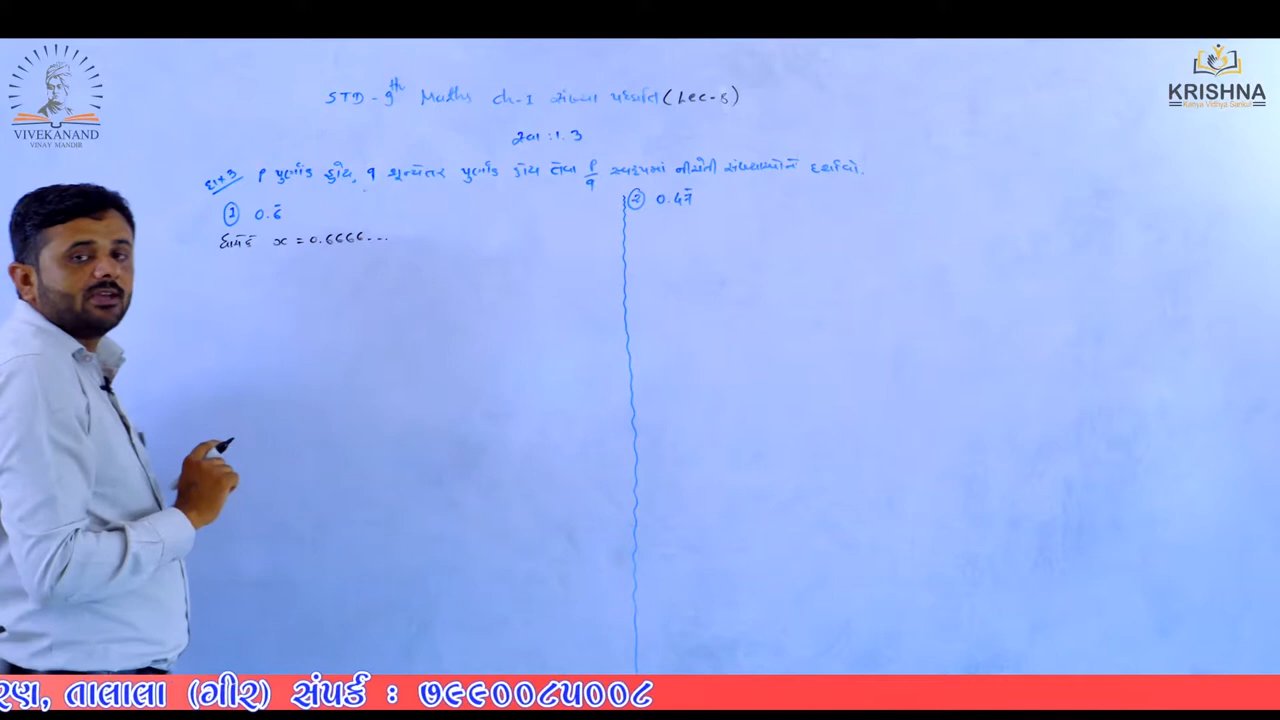 VIVEKANAND
VINAY MANDIR
KRISHNA
Kanya Vidhya Sankul
STD - 9th Maths Ch-1 સંખ્યા પદ્ધતિ (Lec-5)
સ્વા : 1.3
p પુર્ણાંક હોય, q શૂન્યેતર પુર્ણાંક હોય તેવા p/q સ્વરૂપમાં નીચેની સંખ્યાઓને દર્શાવો.
① 0.6̄
② 0.47̄
ધારોકે x = 0.6666...
રણ, તાલાલા (ગીર) સંપર્ક : ૭૯૯૦૦૮૫૦૦૮